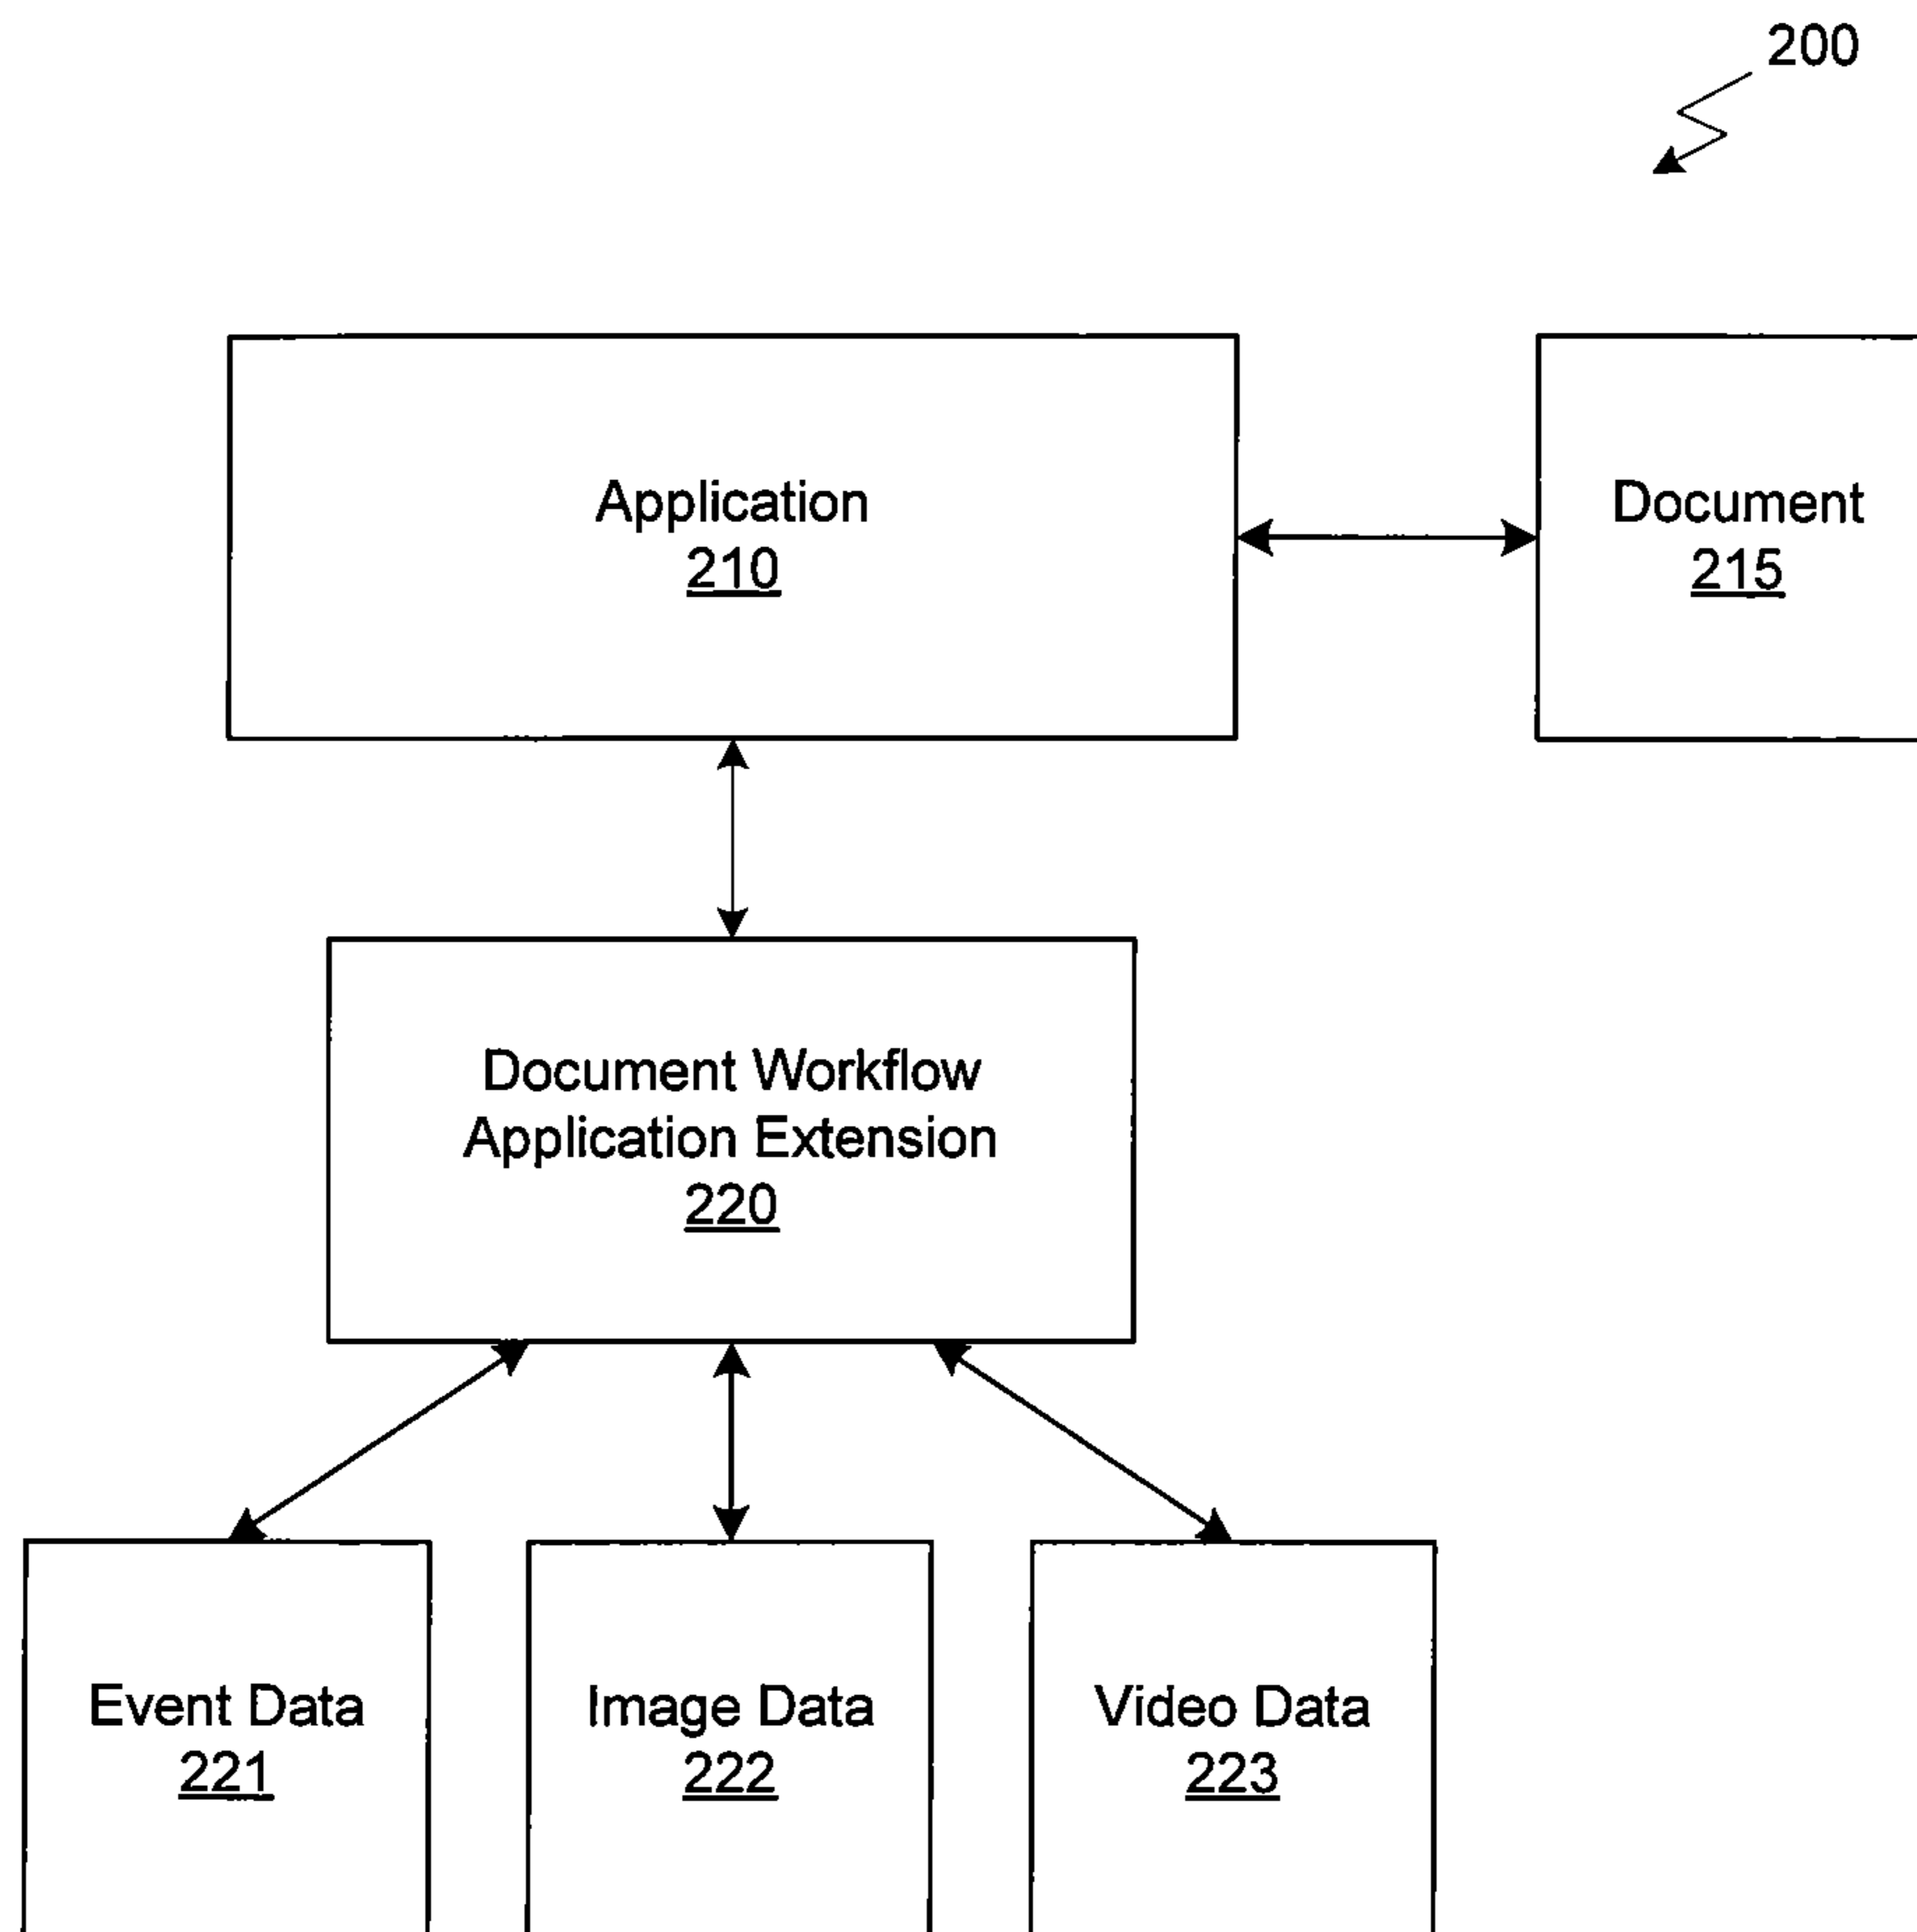 200
Application
210
Document
215
Document Workflow
Application Extension
220
Event Data
221
Image Data
222
Video Data
223